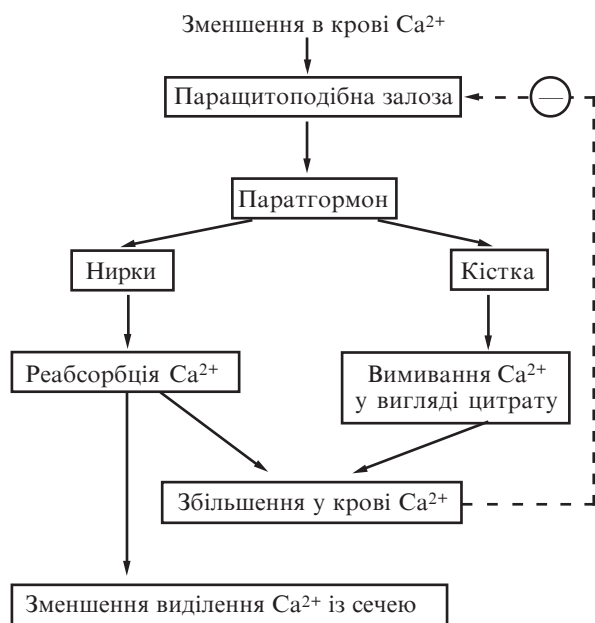 Зменшення в крові Ca²⁺
Паращитоподібна залоза
—
Паратгормон
Нирки
Кістка
Реабсорбція Ca²⁺
Вимивання Ca²⁺
у вигляді цитрату
Збільшення у крові Ca²⁺
Зменшення виділення Ca²⁺ із сечею